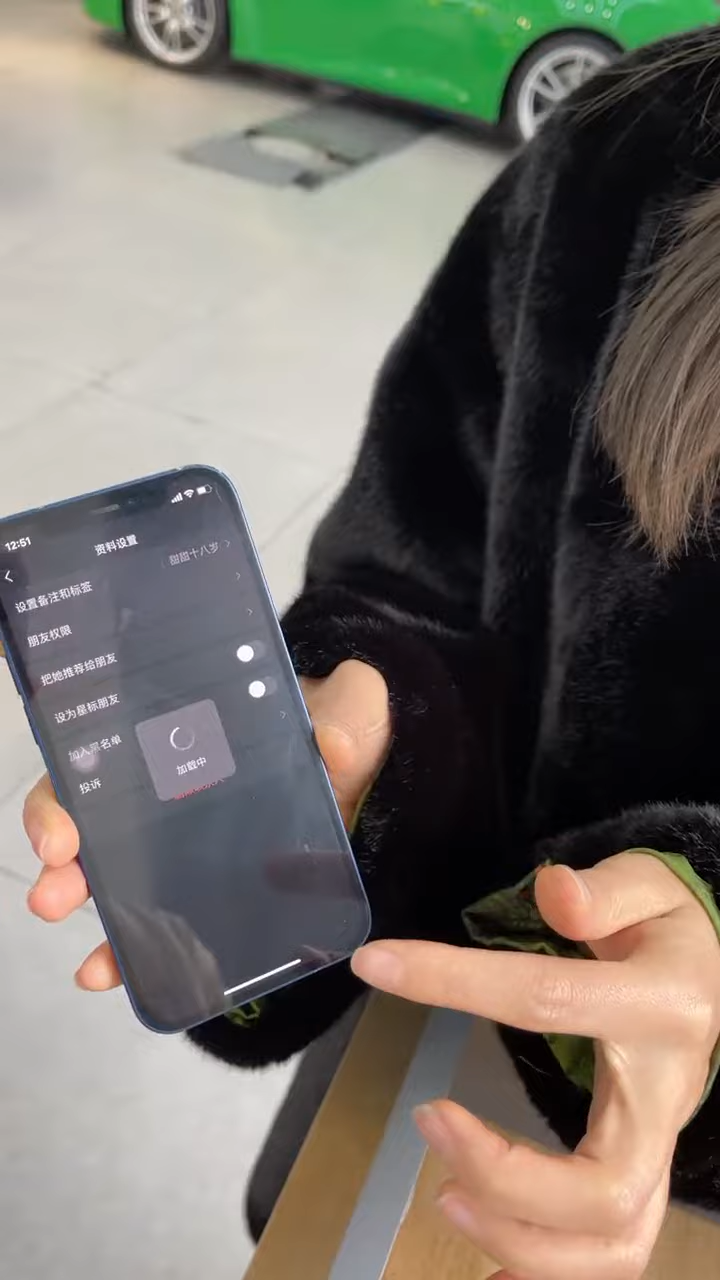 12:51
资料设置
设置备注和标签 甜甜十八岁
朋友权限
把她推荐给朋友
设为星标朋友
加入黑名单
投诉
加载中